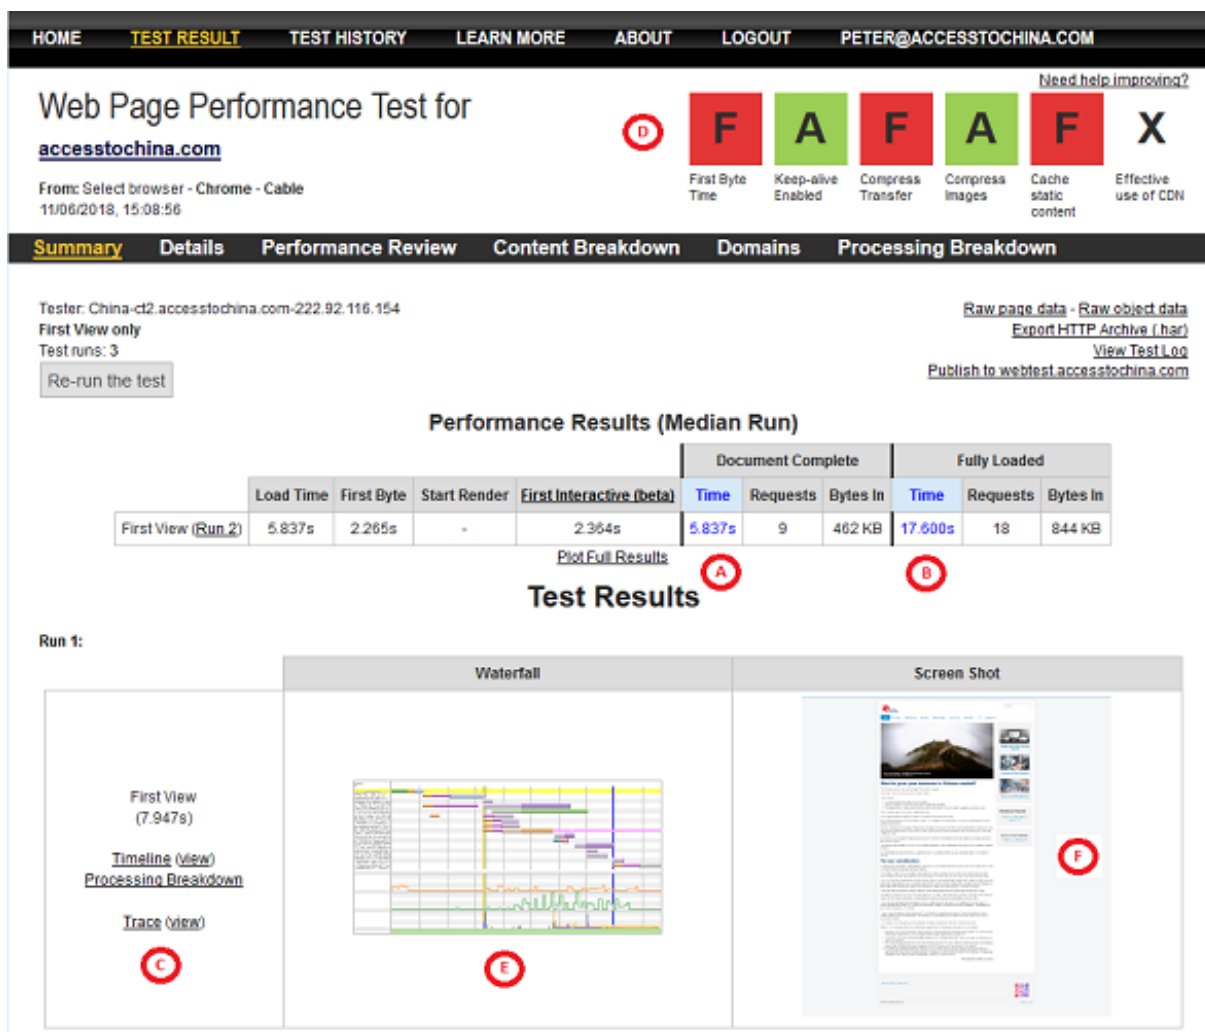 HOME TEST RESULT TEST HISTORY LEARN MORE ABOUT LOGOUT PETER@ACCESSTOCHINA.COM
Need help improving?
Web Page Performance Test for
accesstochina.com
From: Select browser - Chrome - Cable
11/06/2018, 15:08:56
D
F A F A F X
First Byte Time
Keep-alive Enabled
Compress Transfer
Compress Images
Cache static content
Effective use of CDN
Summary Details Performance Review Content Breakdown Domains Processing Breakdown
Tester: China-ct2.accesstochina.com-222.92.116.154
First View only
Test runs: 3
Re-run the test
Raw page data - Raw object data
Export HTTP Archive (.har)
View Test Log
Publish to webtest.accesstochina.com
Performance Results (Median Run)
Document Complete Fully Loaded
Load Time First Byte Start Render First Interactive (beta) Time Requests Bytes In Time Requests Bytes In
First View (Run 2) 5.837s 2.265s - 2.364s 5.837s 9 462 KB 17.600s 18 844 KB
Plot Full Results
A B
Test Results
Run 1:
Waterfall Screen Shot
First View
(7.947s)
Timeline (view)
Processing Breakdown
Trace (view)
C
E
F